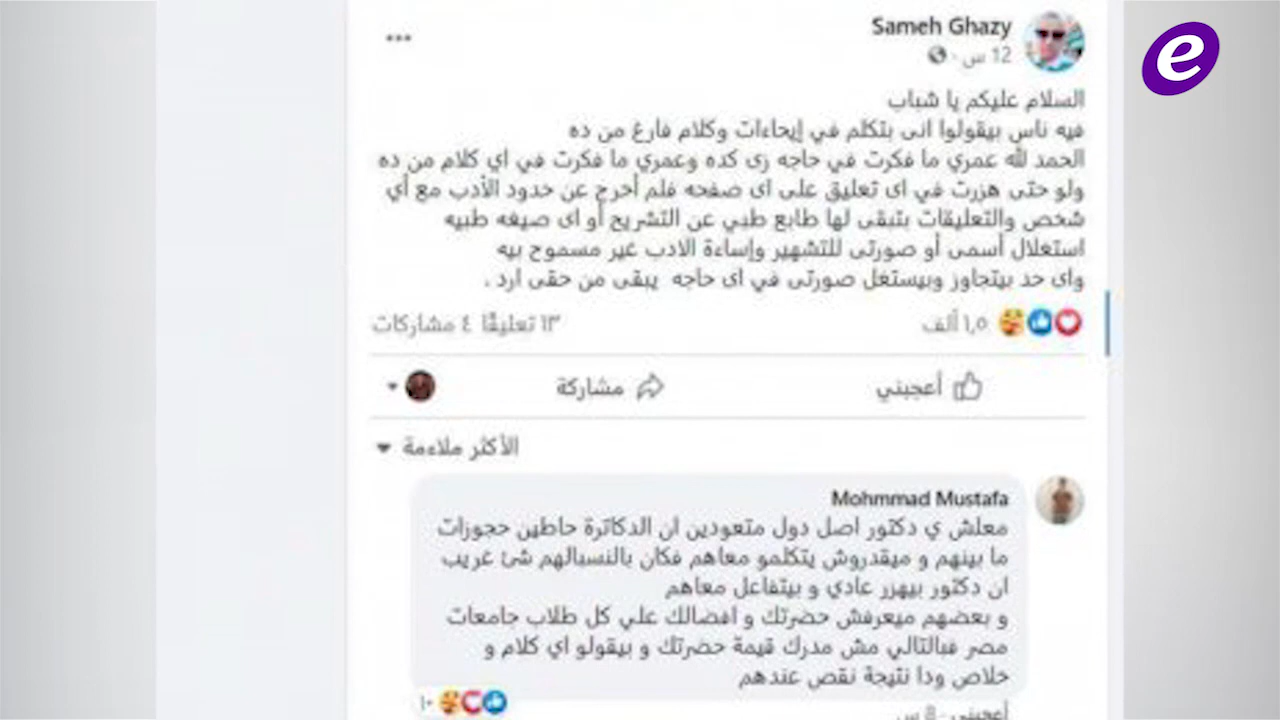 e
Sameh Ghazy
12 س
السلام عليكم يا شباب
فيه ناس بيقولوا انى بتكلم في إيحاءات وكلام فارغ من ده
الحمد لله عمري ما فكرت في حاجه زى كده وعمري ما فكرت في اي كلام من ده
ولو حتى هزرت في اى تعليق على اى صفحه فلم أخرج عن حدود الأدب مع أي
شخص والتعليقات بتبقى لها طابع طبي عن التشريح أو اى صيغه طبيه
استغلال أسمى أو صورتى للتشهير وإساءة الادب غير مسموح بيه
واى حد بيتجاوز وبيستغل صورتى في اى حاجه يبقى من حقى ارد .
١٫٥ ألف
١٣ تعليقًا ٤ مشاركات
أعجبني
مشاركة
الأكثر ملاءمة
Mohmmad Mustafa
معلش ي دكتور اصل دول متعودين ان الدكاترة حاطين حجوزات
ما بينهم و ميقدروش يتكلمو معاهم فكان بالنسبالهم شئ غريب
ان دكتور بيهزر عادي و بيتفاعل معاهم
و بعضهم ميعرفش حضرتك و افضالك علي كل طلاب جامعات
مصر فبالتالي مش مدرك قيمة حضرتك و بيقولو اي كلام و
خلاص ودا نتيجة نقص عندهم
١٠
أعجبني · 8 س